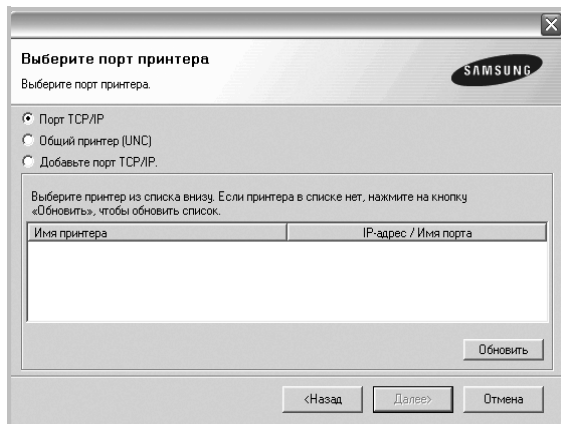 Выберите порт принтера
Выберите порт принтера.
SAMSUNG
Порт TCP/IP
Общий принтер (UNC)
Добавьте порт TCP/IP.
Выберите принтер из списка внизу. Если принтера в списке нет, нажмите на кнопку
«Обновить», чтобы обновить список.
Имя принтера IP-адрес / Имя порта
Обновить
<Назад Далее> Отмена